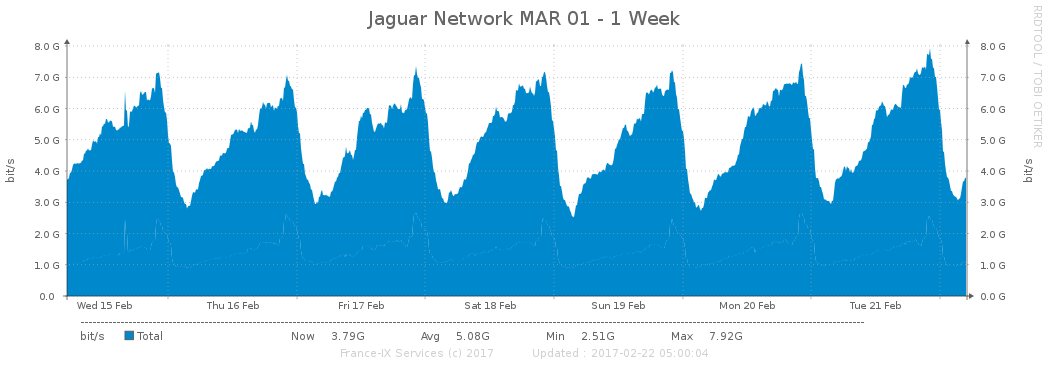 Jaguar Network MAR 01 - 1 Week
RRDTOOL / TOBI OETIKER
8.0 G 8.0 G
7.0 G 7.0 G
6.0 G 6.0 G
5.0 G 5.0 G
4.0 G 4.0 G
3.0 G 3.0 G
2.0 G 2.0 G
1.0 G 1.0 G
0.0 0.0 G
bit/s
bit/s
Wed 15 Feb Thu 16 Feb Fri 17 Feb Sat 18 Feb Sun 19 Feb Mon 20 Feb Tue 21 Feb
bit/s Total Now 3.79G Avg 5.08G Min 2.51G Max 7.92G
France-IX Services (c) 2017 Updated : 2017-02-22 05:00:04